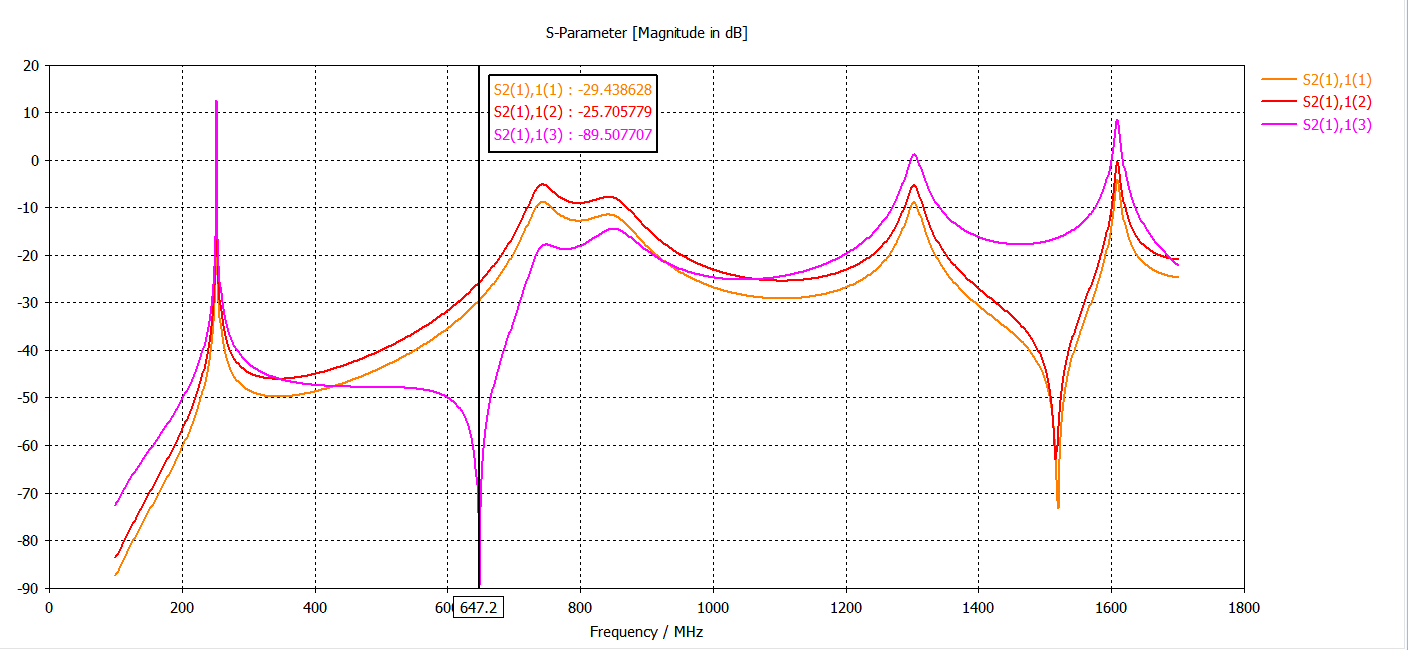 S-Parameter [Magnitude in dB]
20
10
0
-10
-20
-30
-40
-50
-60
-70
-80
-90
S2(1),1(1) : -29.438628
S2(1),1(2) : -25.705779
S2(1),1(3) : -89.507707
S2(1),1(1)
S2(1),1(2)
S2(1),1(3)
0 200 400 647.2 800 1000 1200 1400 1600 1800
Frequency / MHz